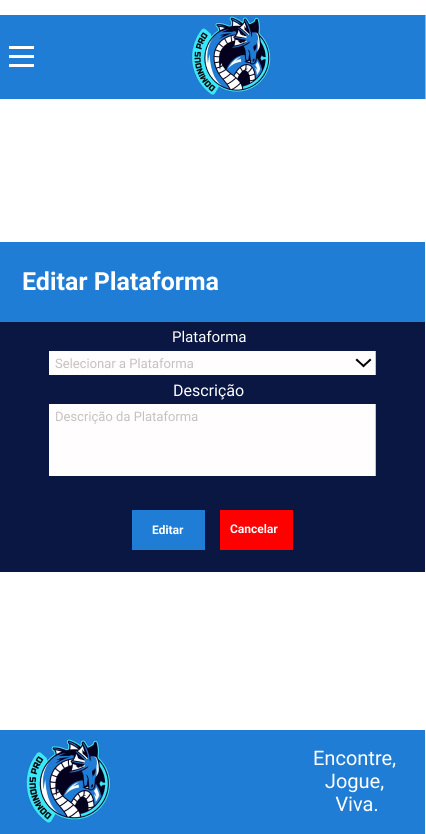 DOMINOUS PRO
Editar Plataforma
Plataforma
Selecionar a Plataforma
Descrição
Descrição da Plataforma
Editar
Cancelar
DOMINOUS PRO
Encontre,
Jogue,
Viva.